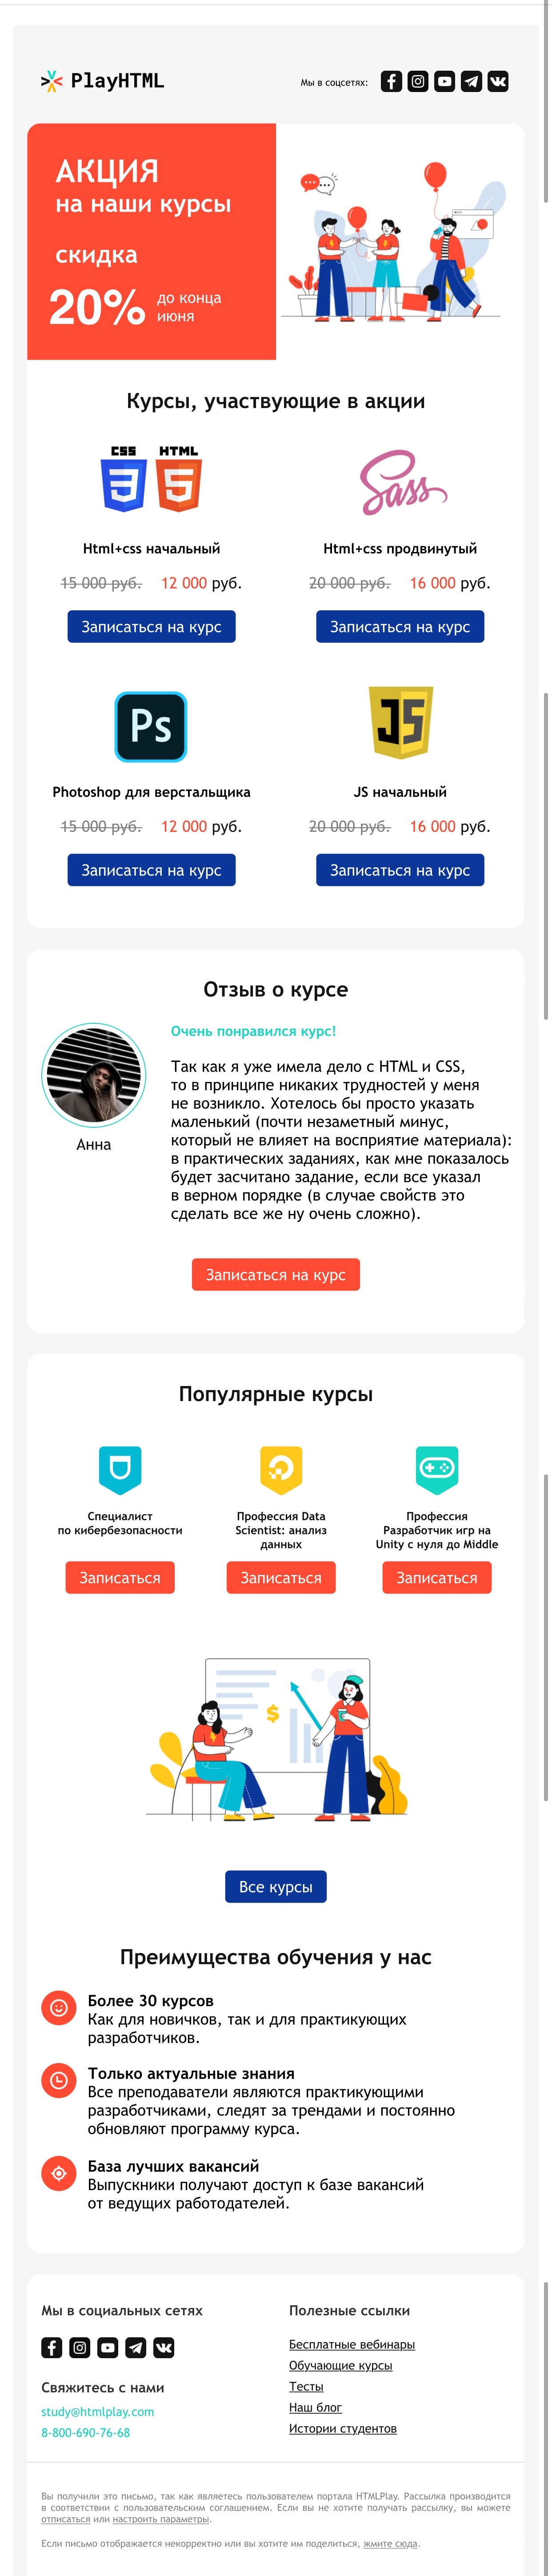 PlayHTML
Мы в соцсетях:
АКЦИЯ
на наши курсы
скидка
20% до конца
июня
Курсы, участвующие в акции
CSS HTML
Sass
Html+css начальный
Html+css продвинутый
15 000 руб. 12 000 руб.
20 000 руб. 16 000 руб.
Записаться на курс
Записаться на курс
Ps
JS
Photoshop для верстальщика
JS начальный
15 000 руб. 12 000 руб.
20 000 руб. 16 000 руб.
Записаться на курс
Записаться на курс
Отзыв о курсе
Очень понравился курс!
Так как я уже имела дело с HTML и CSS,
то в принципе никаких трудностей у меня
не возникло. Хотелось бы просто указать
маленький (почти незаметный минус,
который не влияет на восприятие материала):
в практических заданиях, как мне показалось
будет засчитано задание, если все указал
в верном порядке (в случае свойств это
сделать все же ну очень сложно).
Анна
Записаться на курс
Популярные курсы
Специалист
по кибербезопасности
Профессия Data
Scientist: анализ
данных
Профессия
Разработчик игр на
Unity с нуля до Middle
Записаться
Записаться
Записаться
$
Все курсы
Преимущества обучения у нас
Более 30 курсов
Как для новичков, так и для практикующих
разработчиков.
Только актуальные знания
Все преподаватели являются практикующими
разработчиками, следят за трендами и постоянно
обновляют программу курса.
База лучших вакансий
Выпускники получают доступ к базе вакансий
от ведущих работодателей.
Мы в социальных сетях
Свяжитесь с нами
study@htmlplay.com
8-800-690-76-68
Полезные ссылки
Бесплатные вебинары
Обучающие курсы
Тесты
Наш блог
Истории студентов
Вы получили это письмо, так как являетесь пользователем портала HTMLPlay. Рассылка производится
в соответствии с пользовательским соглашением. Если вы не хотите получать рассылку, вы можете
отписаться или настроить параметры.
Если письмо отображается некорректно или вы хотите им поделиться, жмите сюда.